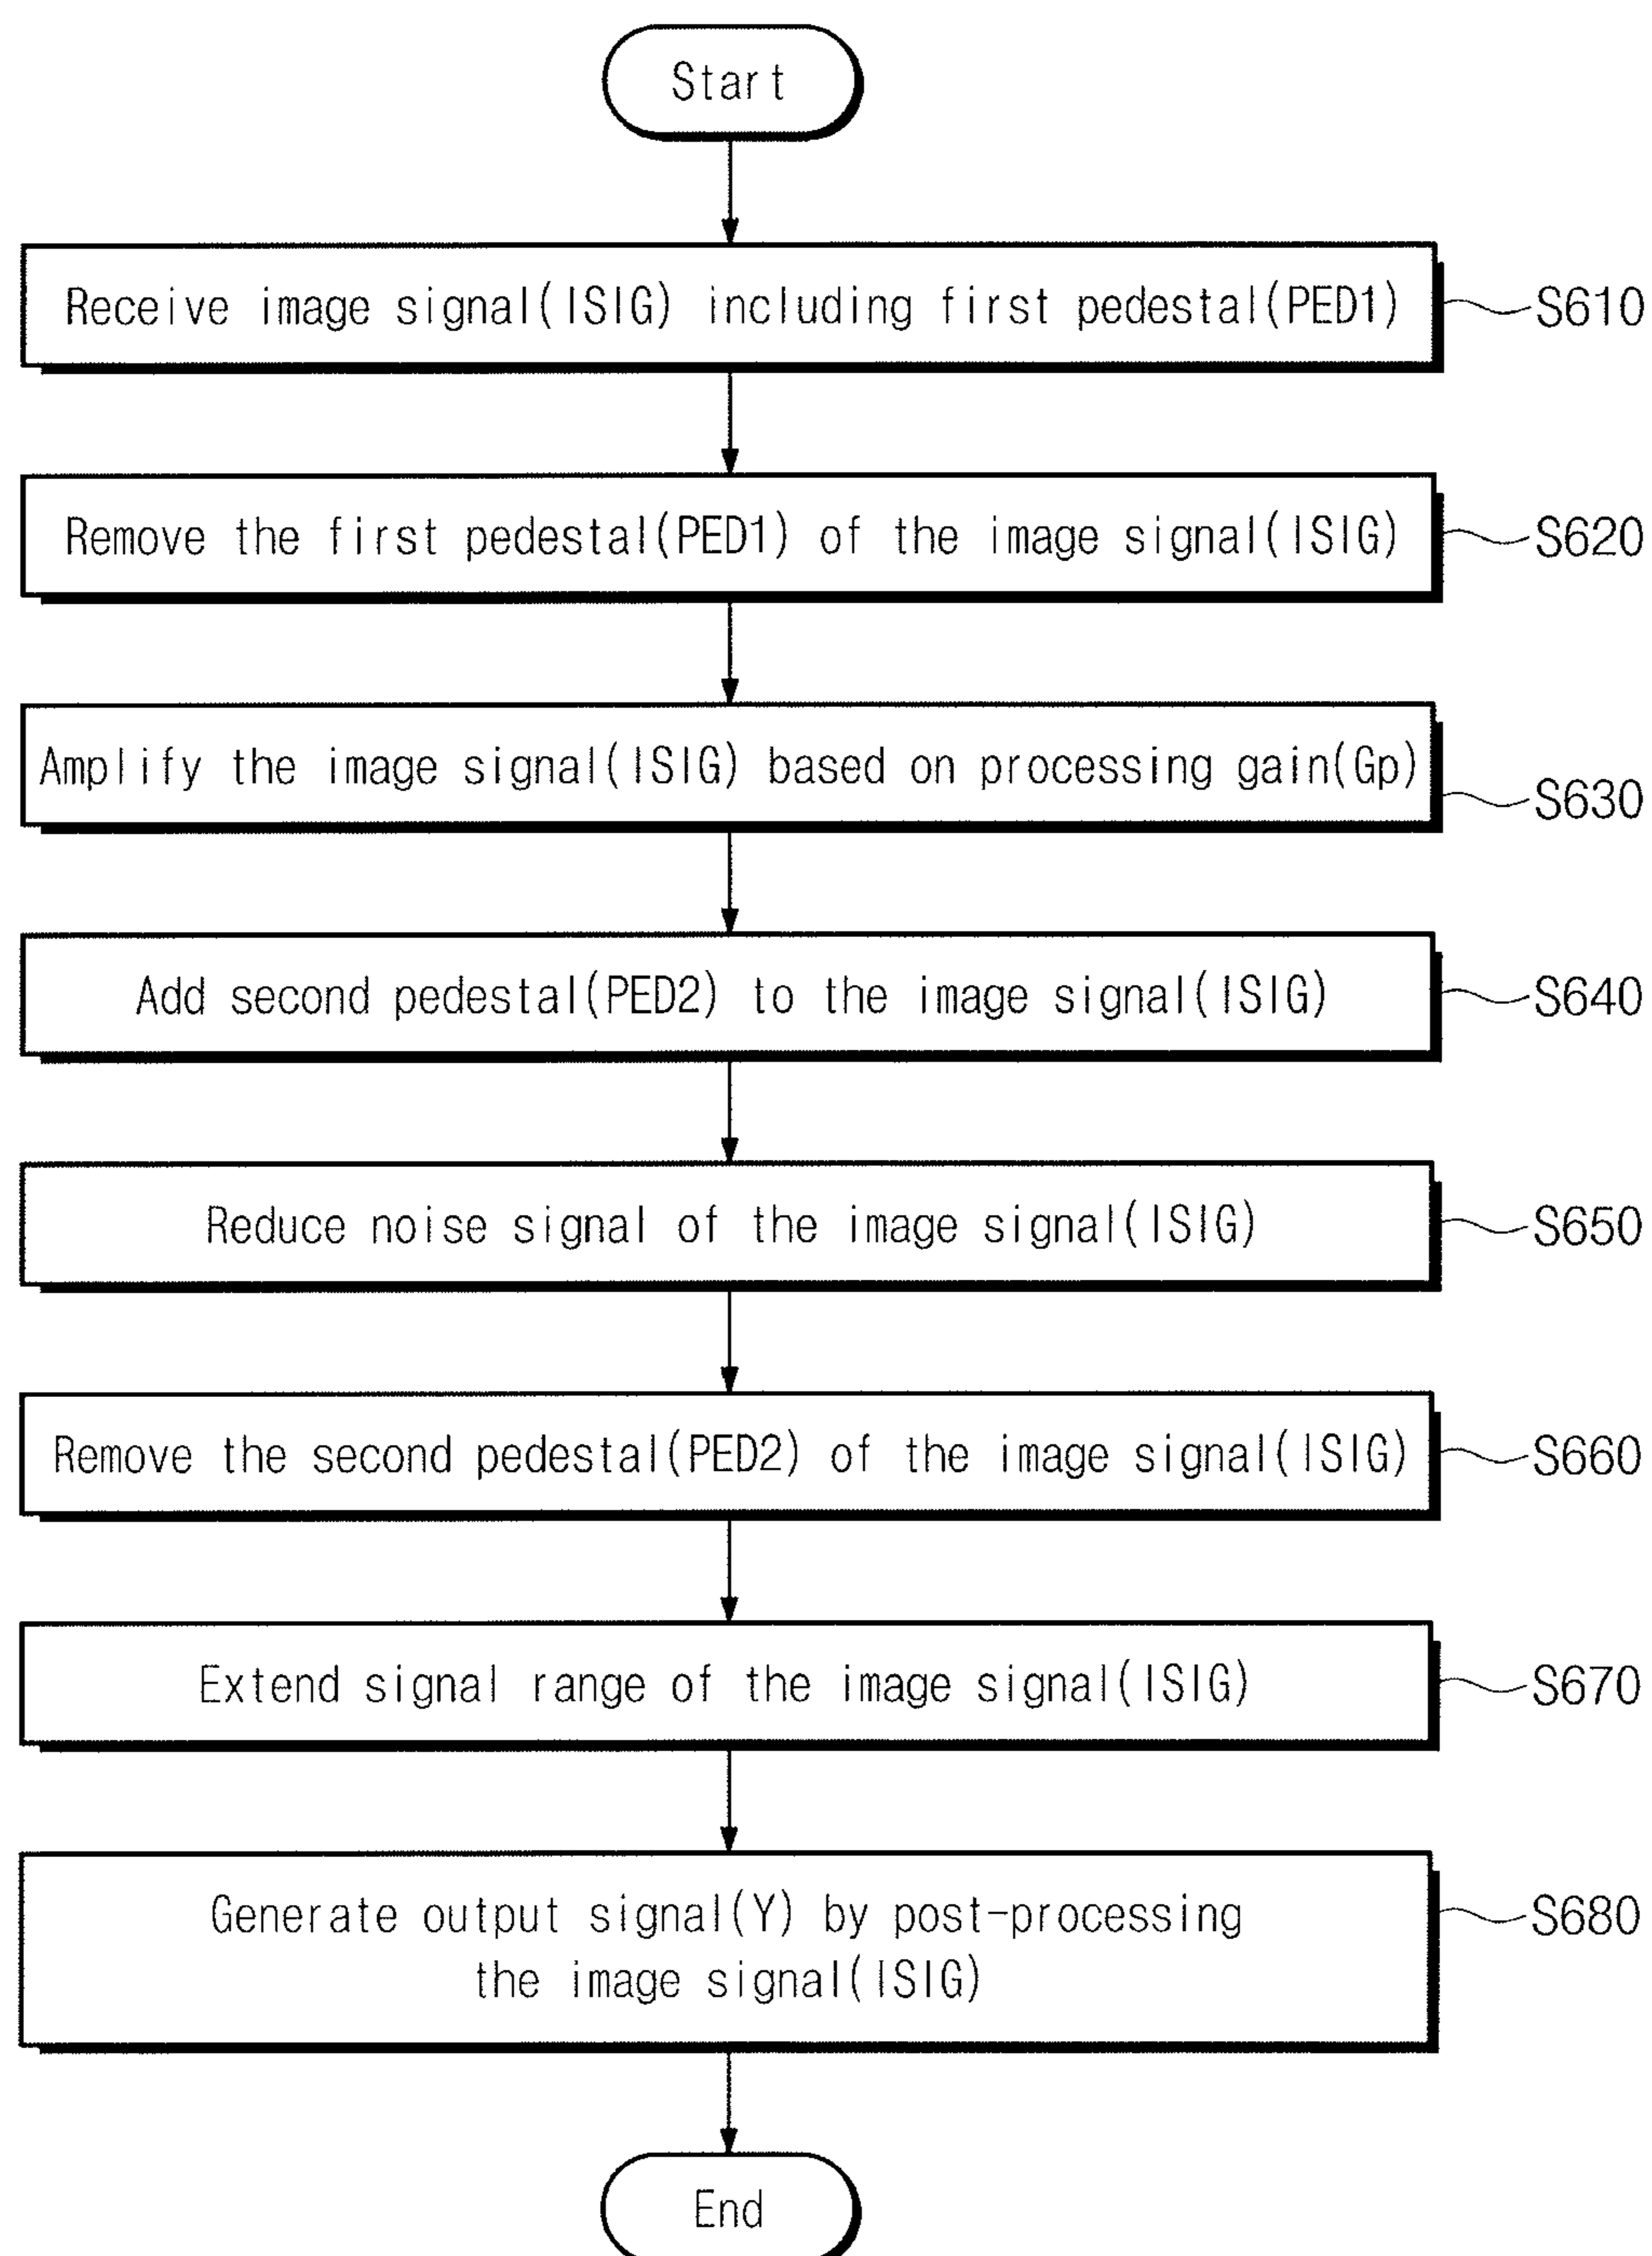 Start
Receive image signal(ISIG) including first pedestal(PED1)
S610
Remove the first pedestal(PED1) of the image signal(ISIG)
S620
Amplify the image signal(ISIG) based on processing gain(Gp)
S630
Add second pedestal(PED2) to the image signal(ISIG)
S640
Reduce noise signal of the image signal(ISIG)
S650
Remove the second pedestal(PED2) of the image signal(ISIG)
S660
Extend signal range of the image signal(ISIG)
S670
Generate output signal(Y) by post-processing
the image signal(ISIG)
S680
End